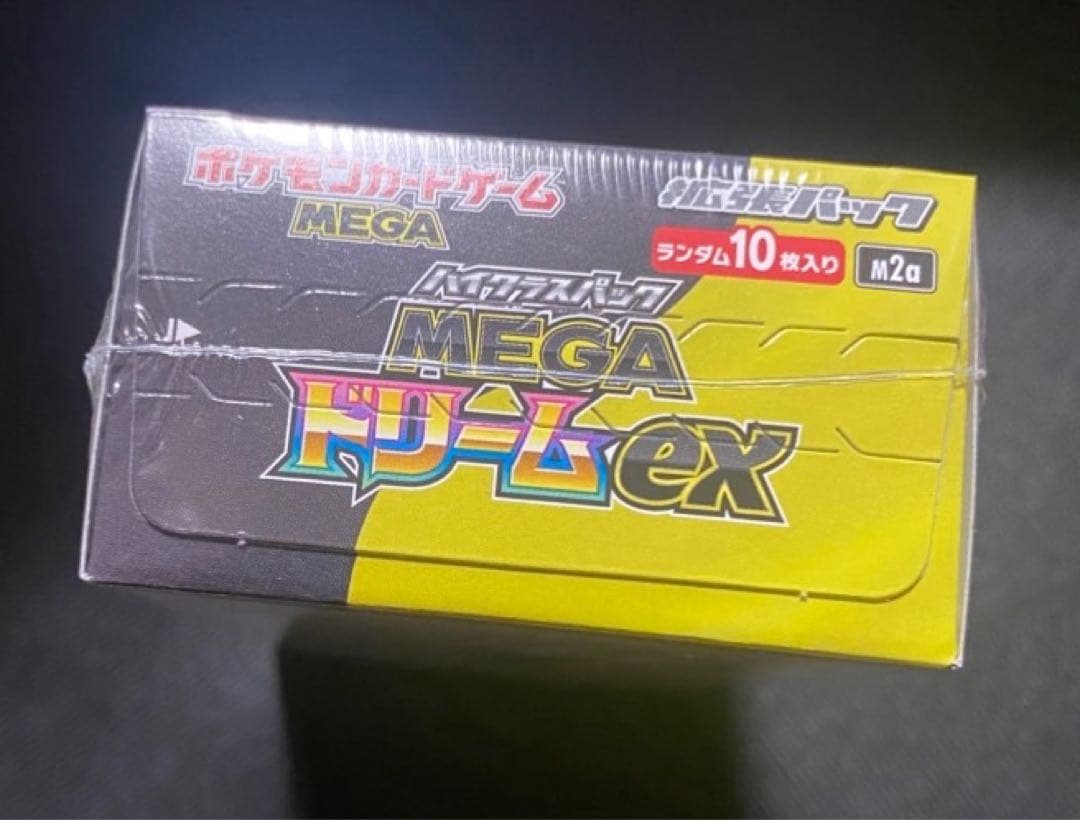 ポケモンカードゲーム
MEGA
拡張パック
ランダム10枚入り
M2a
ハイクラスパック
MEGA
ドリームex